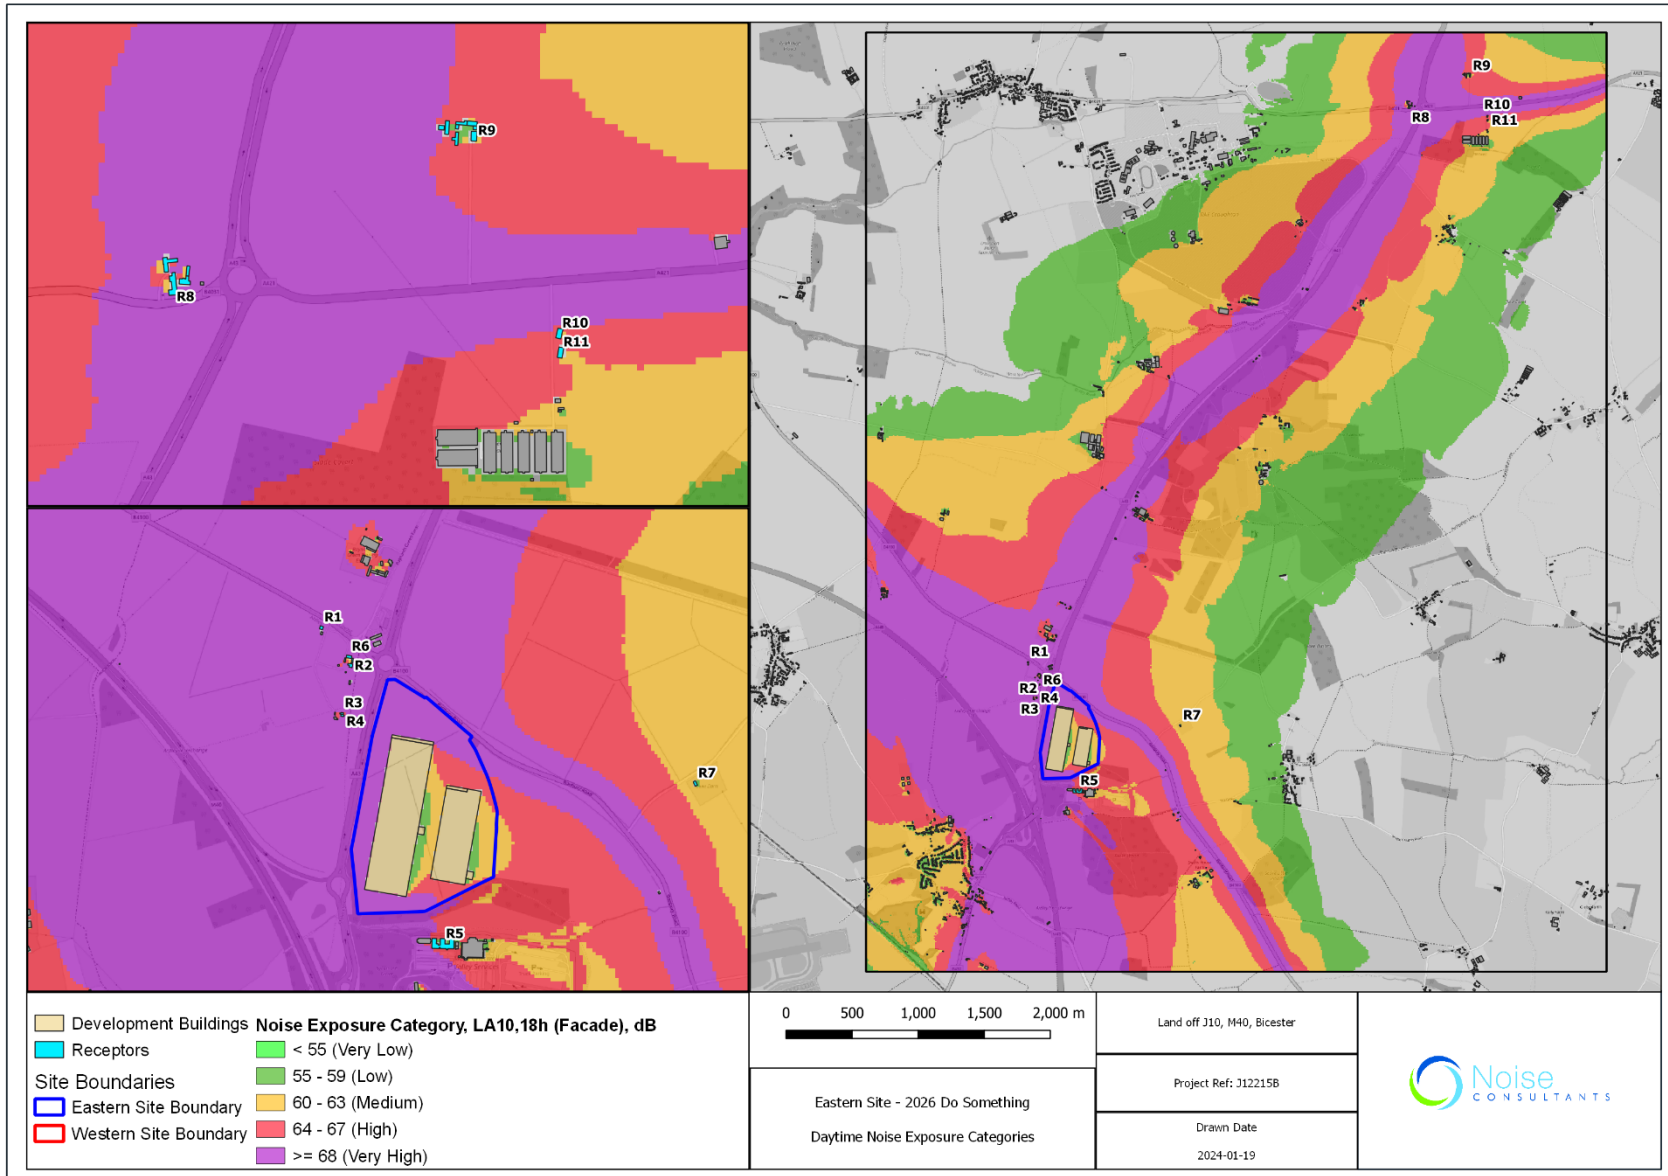 R9
R8
R10
R11
R1
R6
R2
R3
R4
R7
R5
R9
R10
R8
R11
R1
R6
R2
R4
R3
R7
R5
Development Buildings
Receptors
Site Boundaries
Eastern Site Boundary
Western Site Boundary
Noise Exposure Category, LA10,18h (Facade), dB
< 55 (Very Low)
55 - 59 (Low)
60 - 63 (Medium)
64 - 67 (High)
>= 68 (Very High)
0 500 1,000 1,500 2,000 m
Eastern Site - 2026 Do Something
Daytime Noise Exposure Categories
Land off J10, M40, Bicester
Project Ref: J12215B
Drawn Date
2024-01-19
Noise
CONSULTANTS